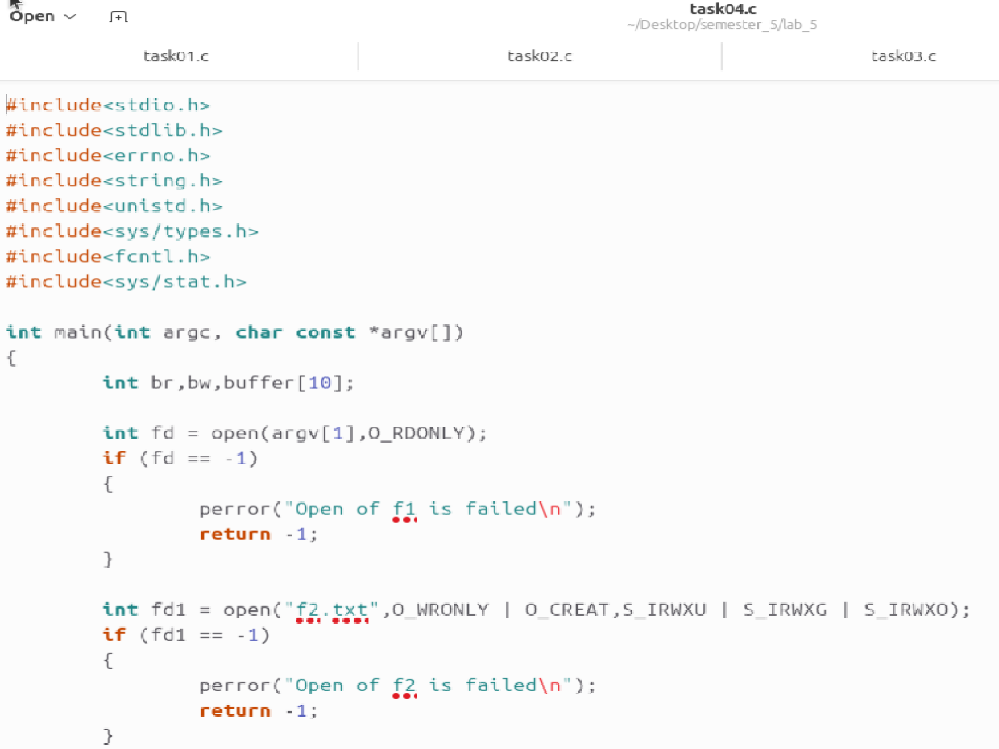 Open
task04.c
~/Desktop/semester_5/lab_5
task01.c
task02.c
task03.c
#include<stdio.h>
#include<stdlib.h>
#include<errno.h>
#include<string.h>
#include<unistd.h>
#include<sys/types.h>
#include<fcntl.h>
#include<sys/stat.h>
int main(int argc, char const *argv[])
{
int br,bw,buffer[10];
int fd = open(argv[1],O_RDONLY);
if (fd == -1)
{
perror("Open of f1 is failed\n");
return -1;
}
int fd1 = open("f2.txt",O_WRONLY | O_CREAT,S_IRWXU | S_IRWXG | S_IRWXO);
if (fd1 == -1)
{
perror("Open of f2 is failed\n");
return -1;
}